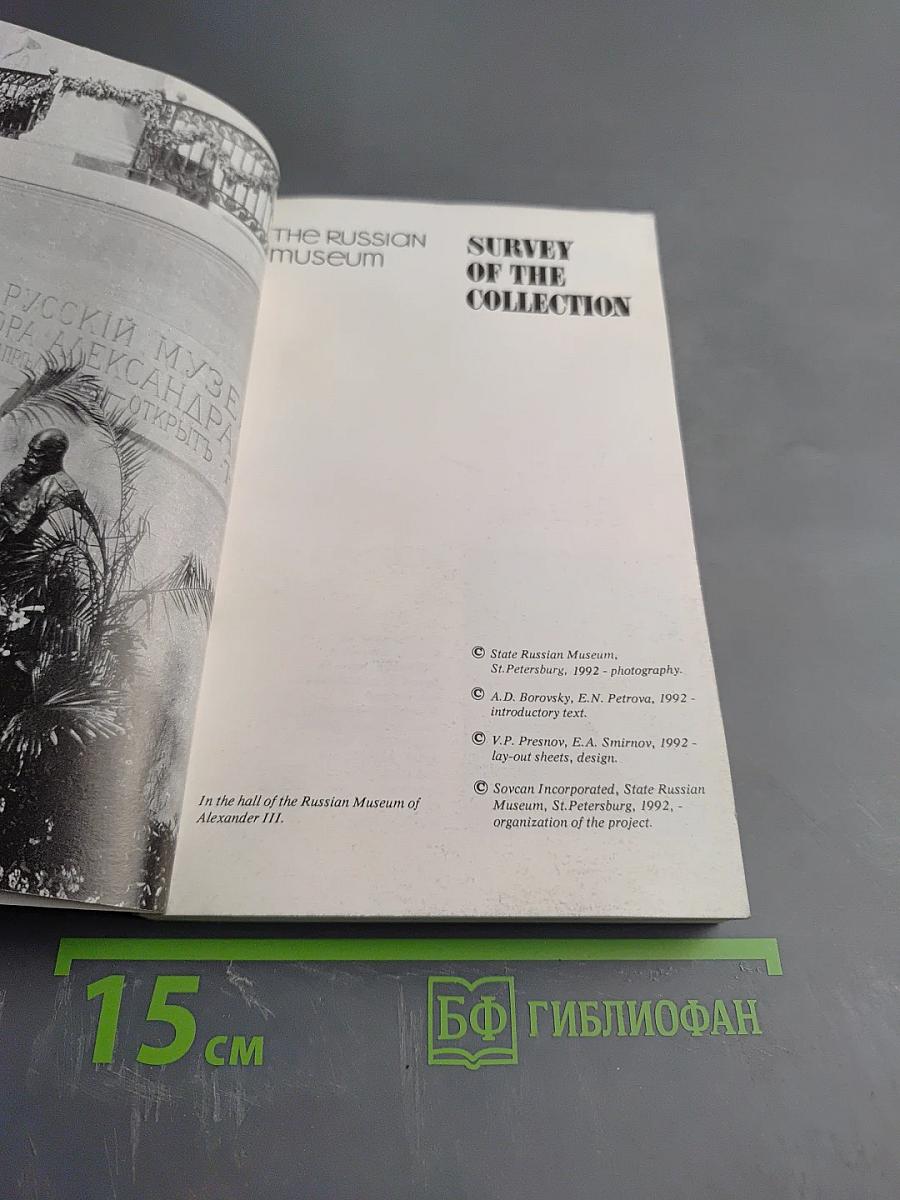 РУССКІЙ МУЗЕ
АЛЕКСАНДРА
ОТКРЫТЪ
THE RUSSIAN
MUSEUM
SURVEY
OF THE
COLLECTION
© State Russian Museum,
St.Petersburg, 1992 - photography.
© A.D. Borovsky, E.N. Petrova, 1992 -
introductory text.
© V.P. Presnov, E.A. Smirnov, 1992 -
lay-out sheets, design.
© Sovcan Incorporated, State Russian
Museum, St.Petersburg, 1992, -
organization of the project.
In the hall of the Russian Museum of
Alexander III.
15 см
БФ ГИБЛИОФАН